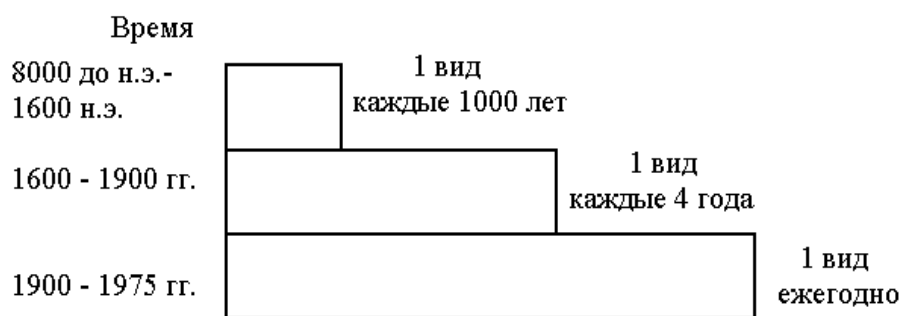 Время
8000 до н.э.-
1600 н.э.
1 вид
каждые 1000 лет
1600 - 1900 гг.
1 вид
каждые 4 года
1900 - 1975 гг.
1 вид
ежегодно